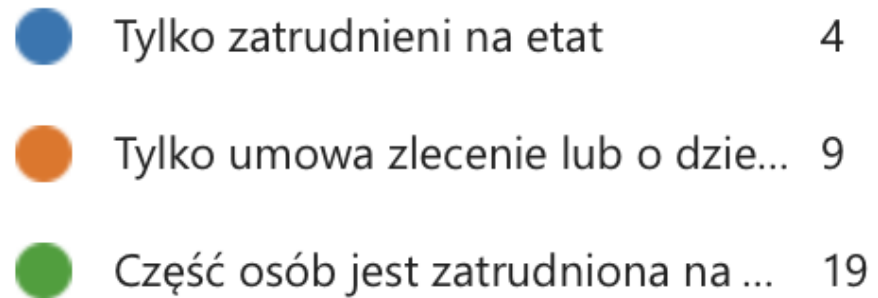 Tylko zatrudnieni na etat 4
Tylko umowa zlecenie lub o dzie... 9
Część osób jest zatrudniona na ... 19